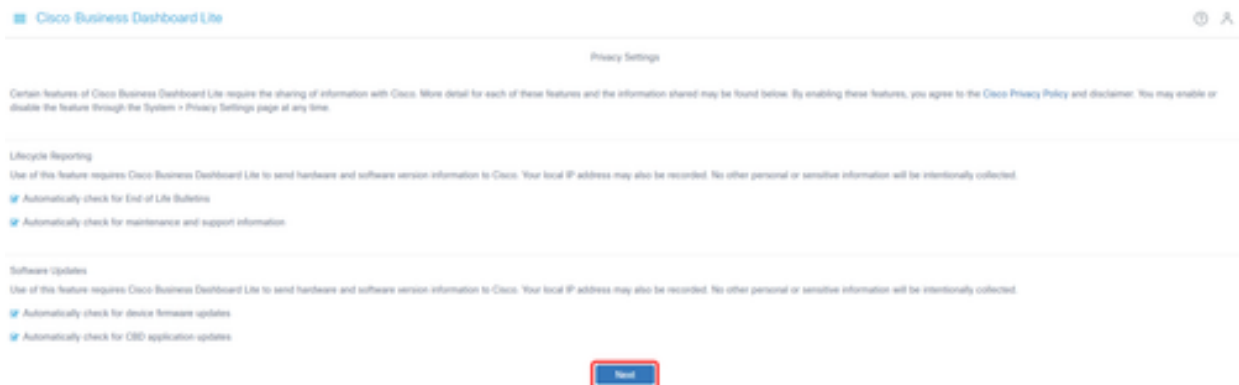 Cisco Business Dashboard Lite
Privacy Settings
Certain features of Cisco Business Dashboard Lite require the sharing of information with Cisco. More detail for each of these features and the information shared may be found below. By enabling these features, you agree to the Cisco Privacy Policy and disclaimer. You may enable or
disable the feature through the System > Privacy Settings page at any time.
Lifecycle Reporting
Use of this feature requires Cisco Business Dashboard Lite to send hardware and software version information to Cisco. Your local IP address may also be recorded. No other personal or sensitive information will be intentionally collected.
Automatically check for End of Life Bulletins
Automatically check for maintenance and support information
Software Updates
Use of this feature requires Cisco Business Dashboard Lite to send hardware and software version information to Cisco. Your local IP address may also be recorded. No other personal or sensitive information will be intentionally collected.
Automatically check for device firmware updates
Automatically check for CBD application updates
Next